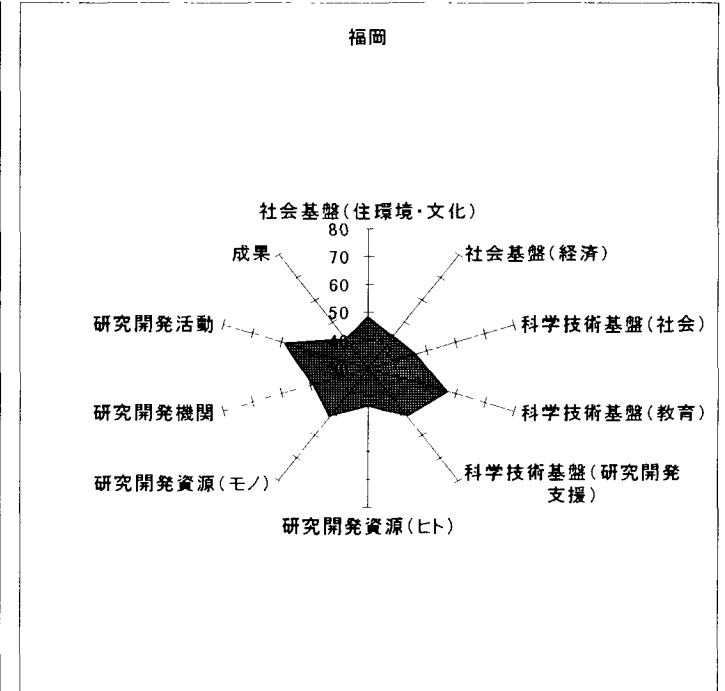 福岡
社会基盤(住環境・文化)
80
成果
社会基盤(経済)
70
60
50
研究開発活動
科学技術基盤(社会)
40
研究開発機関
科学技術基盤(教育)
研究開発資源(モノ)
科学技術基盤(研究開発
支援)
研究開発資源(ヒト)